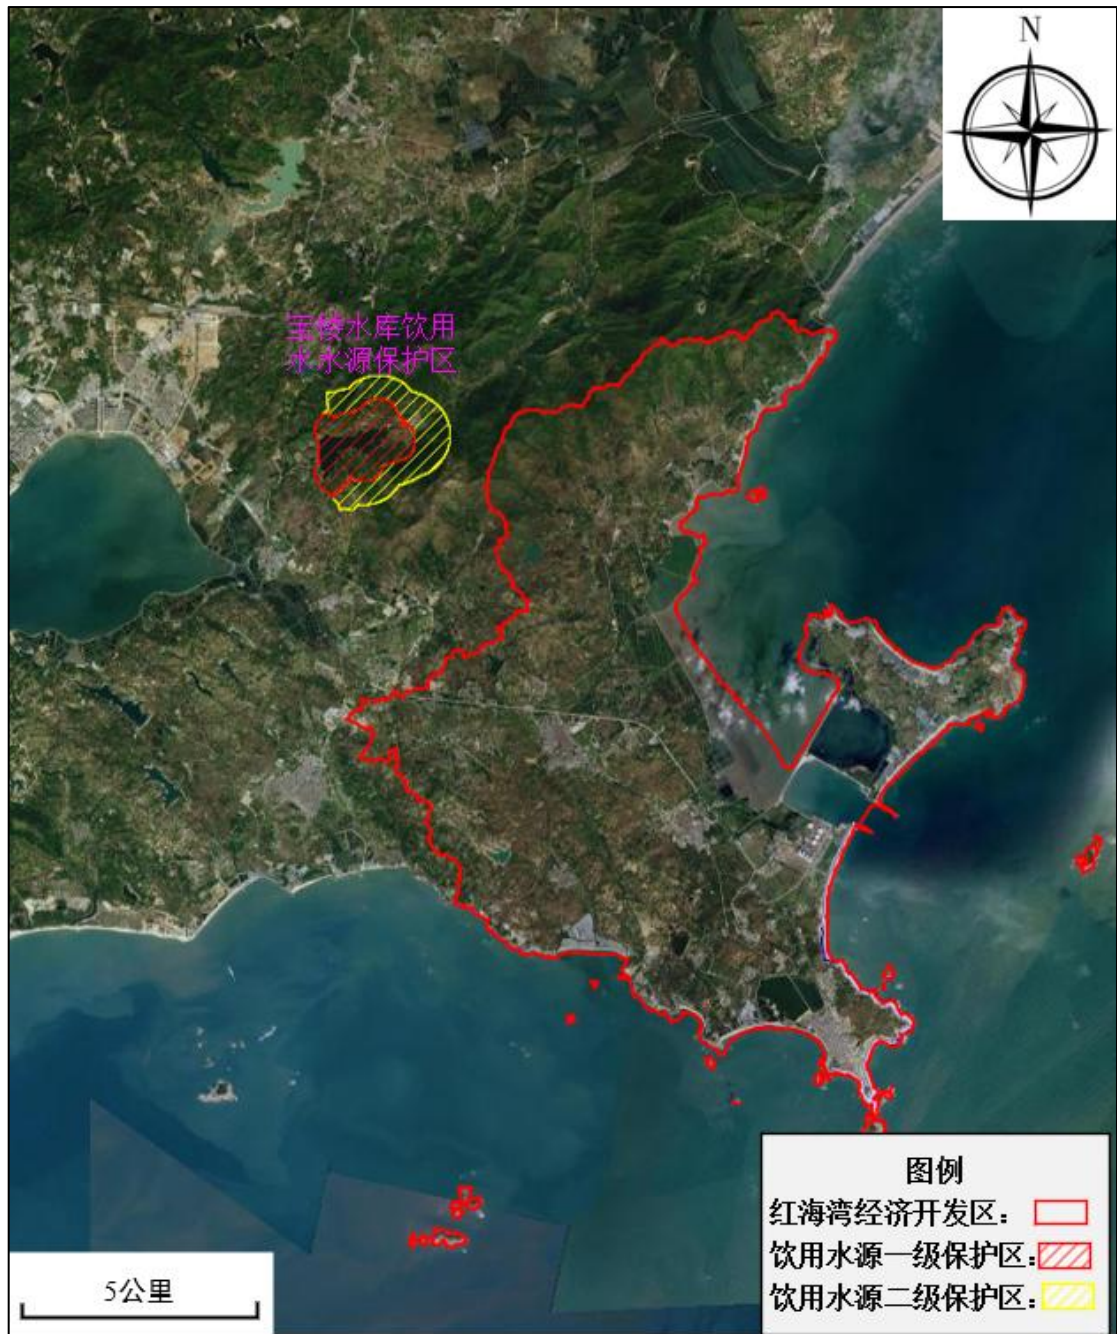 N
宝楼水库饮用
水水源保护区
图例
红海湾经济开发区：
饮用水源一级保护区：
饮用水源二级保护区：
5公里